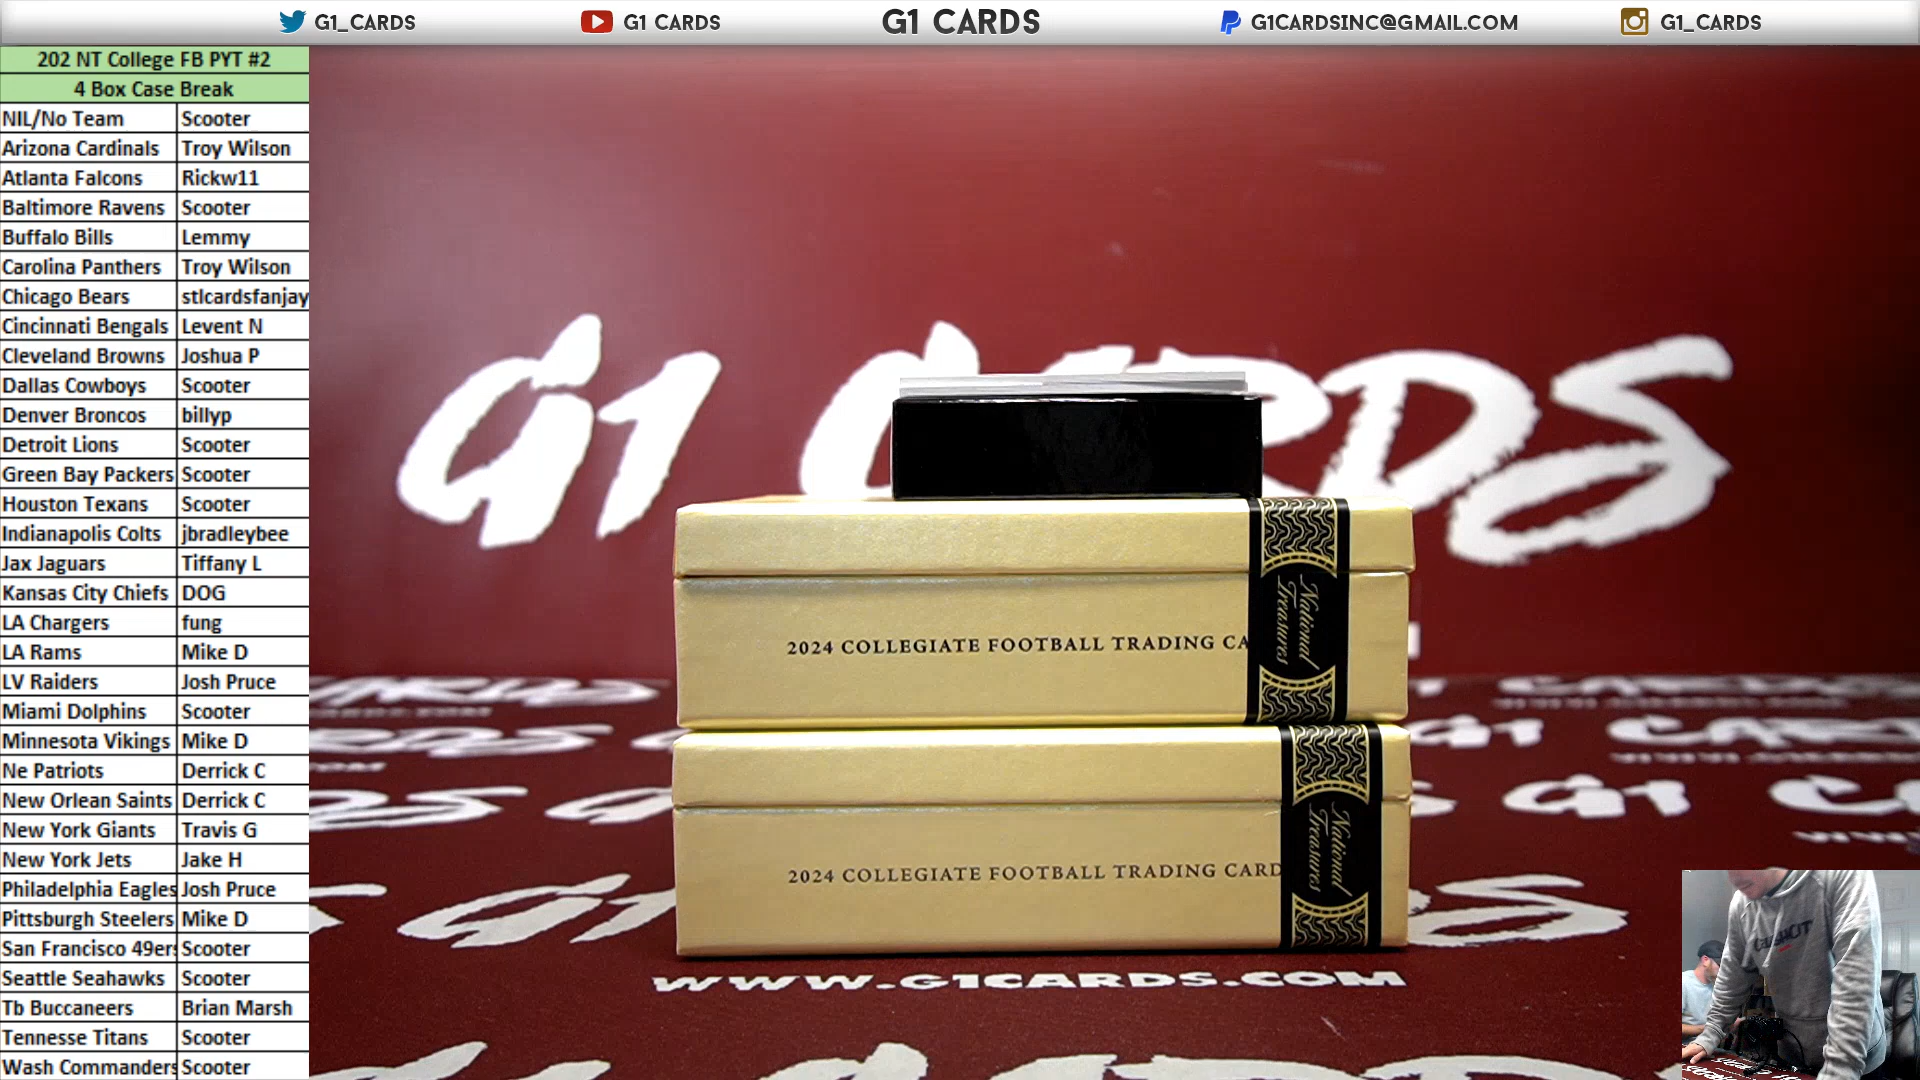 G1_CARDS G1 CARDS G1 CARDS G1CARDSINC@GMAIL.COM G1_CARDS
202 NT College FB PYT #2
4 Box Case Break
NIL/No Team Scooter
Arizona Cardinals Troy Wilson
Atlanta Falcons Rickw11
Baltimore Ravens Scooter
Buffalo Bills Lemmy
Carolina Panthers Troy Wilson
Chicago Bears stlcardsfanjay
Cincinnati Bengals Levent N
Cleveland Browns Joshua P
Dallas Cowboys Scooter
Denver Broncos billyp
Detroit Lions Scooter
Green Bay Packers Scooter
Houston Texans Scooter
Indianapolis Colts jbradleybee
Jax Jaguars Tiffany L
Kansas City Chiefs DOG
LA Chargers fung
LA Rams Mike D
LV Raiders Josh Pruce
Miami Dolphins Scooter
Minnesota Vikings Mike D
Ne Patriots Derrick C
New Orlean Saints Derrick C
New York Giants Travis G
New York Jets Jake H
Philadelphia Eagles Josh Pruce
Pittsburgh Steelers Mike D
San Francisco 49ers Scooter
Seattle Seahawks Scooter
Tb Buccaneers Brian Marsh
Tennesse Titans Scooter
Wash Commanders Scooter
G1 CARDS
2024 COLLEGIATE FOOTBALL TRADING CA
National
Treasures
2024 COLLEGIATE FOOTBALL TRADING CARD
National
Treasures
WWW.G1CARDS.COM